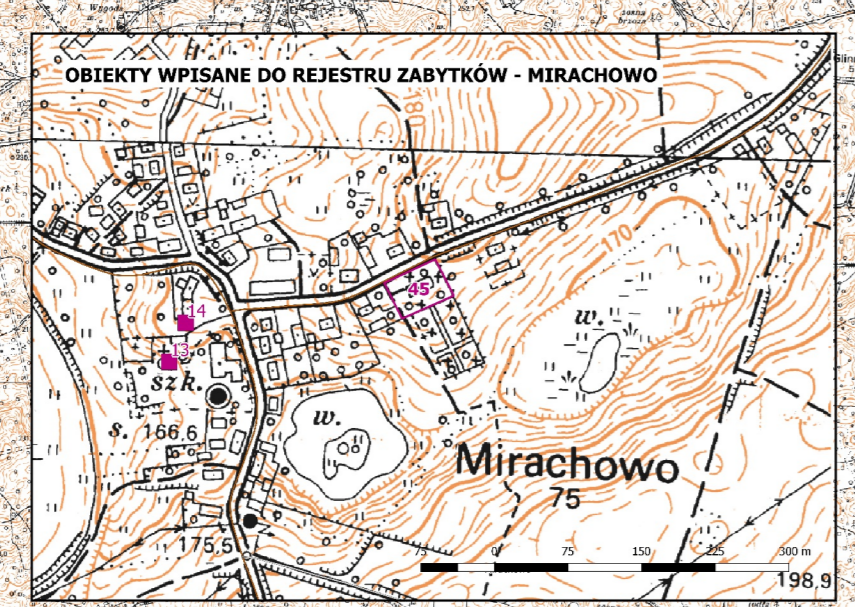 OBIEKTY WPISANE DO REJESTRU ZABYTKÓW - MIRACHOWO
180
170
45
14
13
w.
szk.
s. 166,6
w.
Mirachowo
75
175,5
75 0 75 150 225 300 m
198,9